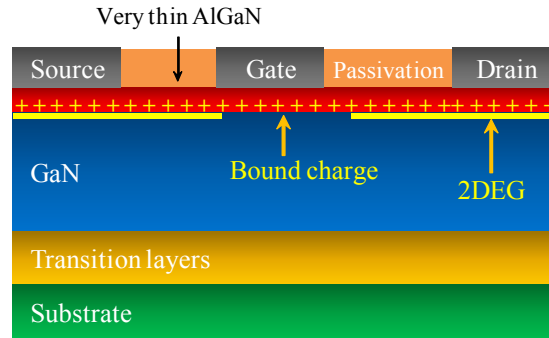 Very thin AlGaN
Source Gate Passivation Drain
+++++++++++++++++++++++++++++
Bound charge
GaN
2DEG
Transition layers
Substrate